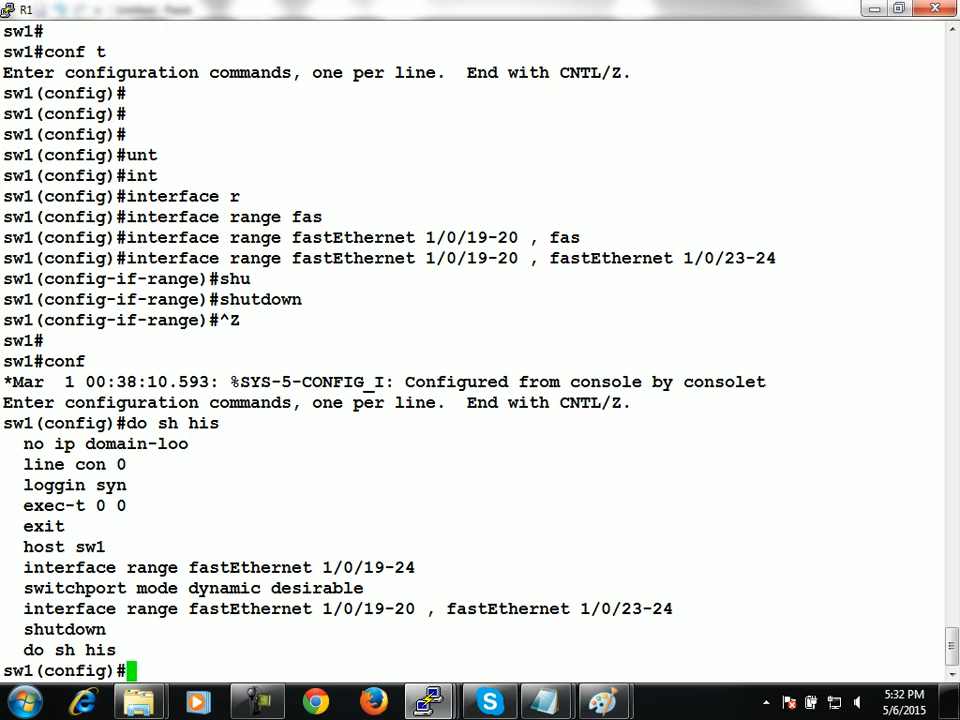 R1
sw1#
sw1#conf t
Enter configuration commands, one per line.  End with CNTL/Z.
sw1(config)#
sw1(config)#
sw1(config)#
sw1(config)#unt
sw1(config)#int
sw1(config)#interface r
sw1(config)#interface range fas
sw1(config)#interface range fastEthernet 1/0/19-20 , fas
sw1(config)#interface range fastEthernet 1/0/19-20 , fastEthernet 1/0/23-24
sw1(config-if-range)#shu
sw1(config-if-range)#shutdown
sw1(config-if-range)#^Z
sw1#
sw1#conf
*Mar  1 00:38:10.593: %SYS-5-CONFIG_I: Configured from console by consolet
Enter configuration commands, one per line.  End with CNTL/Z.
sw1(config)#do sh his
  no ip domain-loo
  line con 0
  loggin syn
  exec-t 0 0
  exit
  host sw1
  interface range fastEthernet 1/0/19-24
  switchport mode dynamic desirable
  interface range fastEthernet 1/0/19-20 , fastEthernet 1/0/23-24
  shutdown
  do sh his
sw1(config)#
5:32 PM
5/6/2015